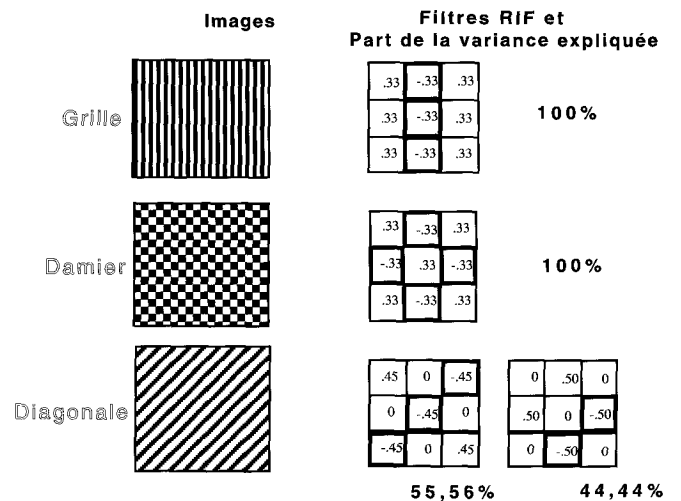 Images
Filtres RIF et
Part de la variance expliquée
Grille
.33 -.33 .33
.33 -.33 .33
.33 -.33 .33
100%
Damier
.33 -.33 .33
-.33 .33 -.33
.33 -.33 .33
100%
Diagonale
.45 0 -.45
0 -.45 0
-.45 0 .45
0 .50 0
.50 0 -.50
0 -.50 0
55,56%
44,44%